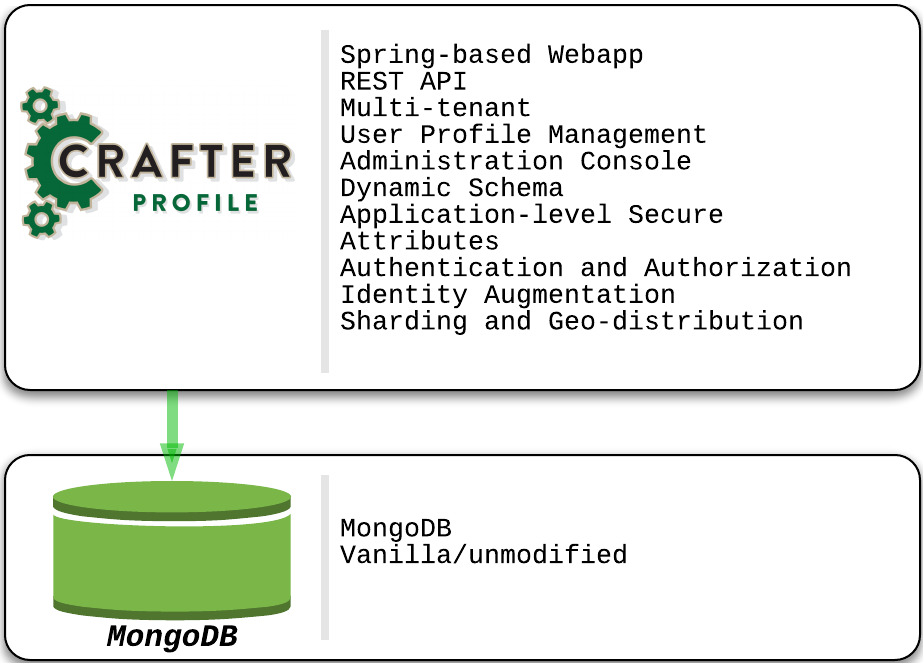 CRAFTER
PROFILE
Spring-based Webapp
REST API
Multi-tenant
User Profile Management
Administration Console
Dynamic Schema
Application-level Secure
Attributes
Authentication and Authorization
Identity Augmentation
Sharding and Geo-distribution
MongoDB
MongoDB
Vanilla/unmodified